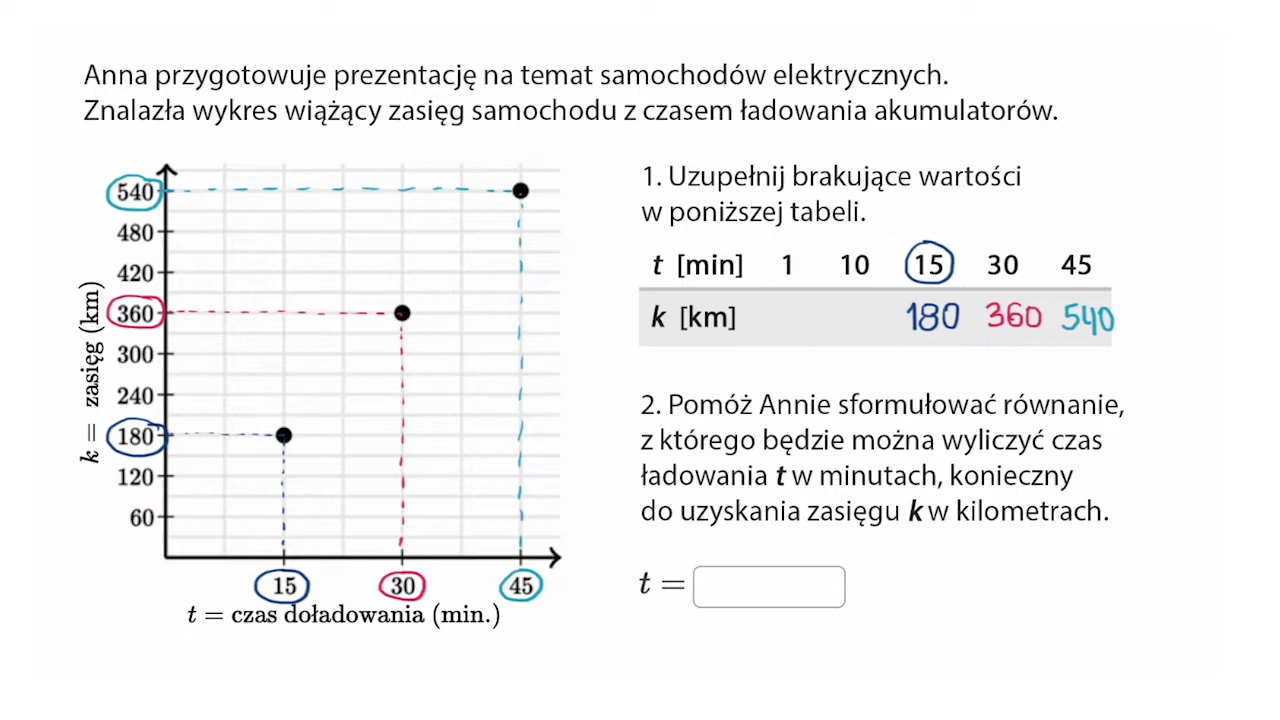 Anna przygotowuje prezentację na temat samochodów elektrycznych.
Znalazła wykres wiążący zasięg samochodu z czasem ładowania akumulatorów.
540
480
420
360
300
240
180
120
60
k = zasięg (km)
15 30 45
t = czas doładowania (min.)
1. Uzupełnij brakujące wartości
w poniższej tabeli.
t [min] 1 10 15 30 45
k [km] 180 360 540
2. Pomóż Annie sformułować równanie,
z którego będzie można wyliczyć czas
ładowania t w minutach, konieczny
do uzyskania zasięgu k w kilometrach.
t =